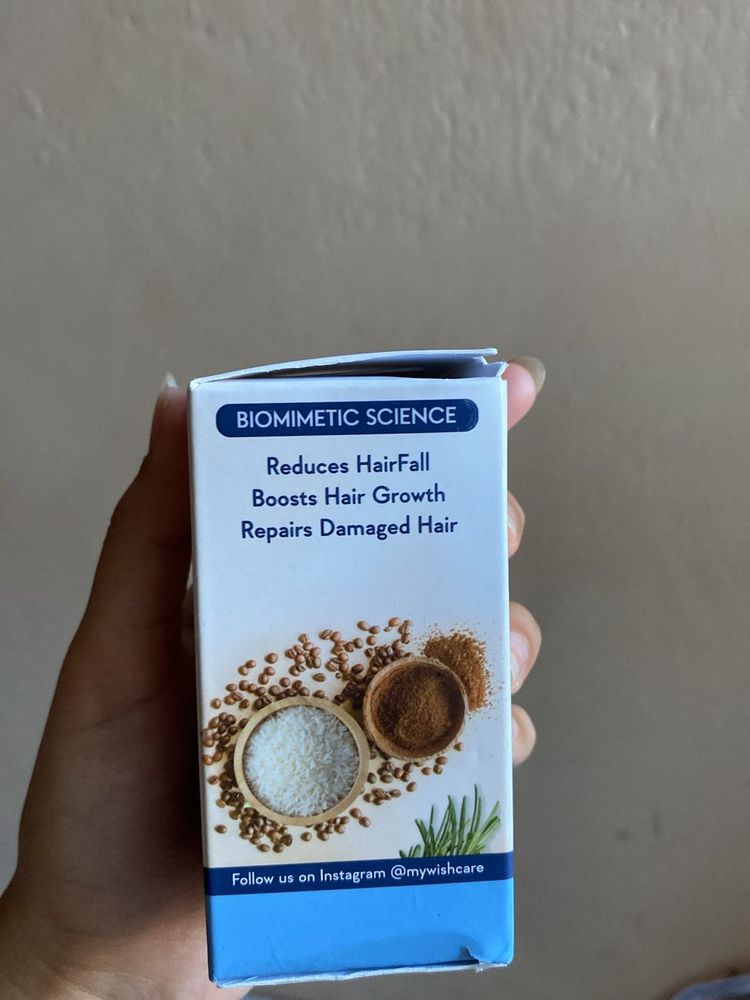 BIOMIMETIC SCIENCE
Reduces HairFall
Boosts Hair Growth
Repairs Damaged Hair
Follow us on Instagram @mywishcare